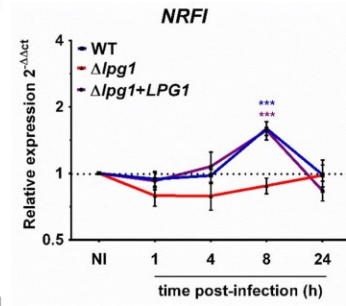 NRFI
WT
Δlpg1
Δlpg1+LPG1
Relative expression 2^-ΔΔct
4
2
1
0.5
***
***
NI 1 4 8 24
time post-infection (h)